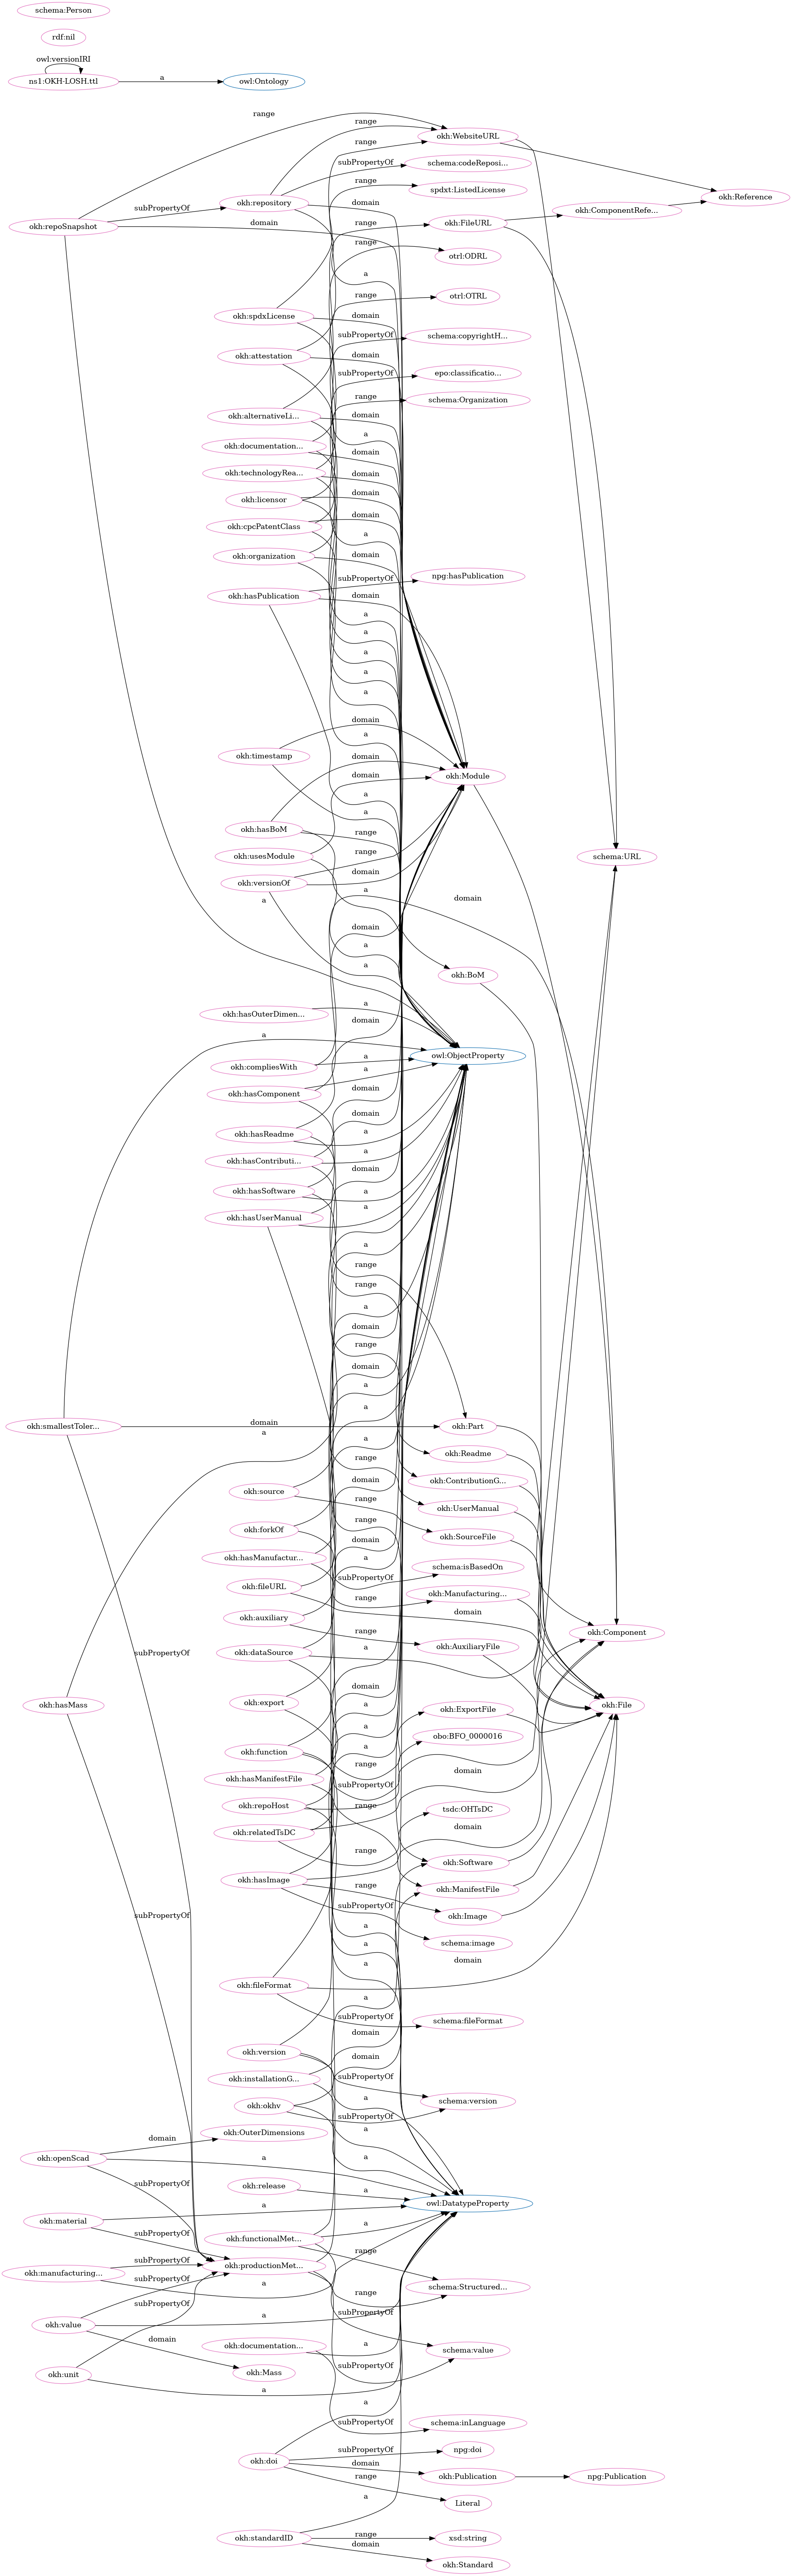 schema:Person
rdf:nil
owl:versionIRI
ns1:OKH-LOSH.ttl
a
owl:Ontology
range
range
okh:WebsiteURL
range
subPropertyOf
schema:codeReposi...
range
spdxt:ListedLicense
okh:Reference
subPropertyOf
okh:repository
domain
okh:ComponentRefe...
okh:repoSnapshot
domain
range
okh:FileURL
range
otrl:ODRL
a
range
otrl:OTRL
okh:spdxLicense
domain
subPropertyOf
schema:copyrightH...
okh:attestation
domain
subPropertyOf
epo:classificatio...
range
schema:Organization
okh:alternativeLi...
domain
a
okh:documentation...
domain
okh:technologyRea...
domain
okh:licensor
domain
okh:cpcPatentClass
domain
a
okh:organization
domain
subPropertyOf
npg:hasPublication
okh:hasPublication
domain
a
a
a
a
a
a
domain
okh:timestamp
domain
okh:Module
domain
a
a
okh:hasBoM
range
okh:usesModule
range
schema:URL
okh:versionOf
domain
a
a
domain
domain
a
a
okh:BoM
a
okh:hasOuterDimen...
domain
a
a
owl:ObjectProperty
okh:compliesWith
a
okh:hasComponent
domain
domain
okh:hasReadme
a
okh:hasContributi...
domain
okh:hasSoftware
a
a
okh:hasUserManual
a
range
range
a
domain
range
domain
a
a
okh:smallestToler...
domain
a
okh:Part
a
okh:Readme
range
domain
okh:ContributionG...
okh:source
range
okh:UserManual
range
okh:forkOf
okh:SourceFile
domain
okh:hasManufactur...
a
schema:isBasedOn
subPropertyOf
okh:fileURL
range
okh:Manufacturing...
okh:auxiliary
domain
range
okh:Component
subPropertyOf
okh:dataSource
a
okh:AuxiliaryFile
domain
okh:hasMass
okh:export
a
okh:ExportFile
okh:File
a
obo:BFO_0000016
okh:function
a
range
domain
okh:hasManifestFile
subPropertyOf
okh:repoHost
range
tsdc:OHTsDC
okh:relatedTsDC
domain
range
okh:Software
okh:hasImage
range
okh:ManifestFile
subPropertyOf
subPropertyOf
okh:Image
a
schema:image
a
domain
okh:fileFormat
a
subPropertyOf
schema:fileFormat
domain
okh:version
domain
subPropertyOf
okh:installationG...
a
schema:version
okh:okhv
subPropertyOf
a
okh:OuterDimensions
domain
okh:openScad
a
a
subPropertyOf
okh:release
a
owl:DatatypeProperty
okh:material
a
subPropertyOf
a
okh:functionalMet...
subPropertyOf
range
okh:manufacturing...
okh:productionMet...
subPropertyOf
a
range
schema:Structured...
subPropertyOf
subPropertyOf
okh:value
a
domain
okh:documentation...
a
schema:value
okh:unit
okh:Mass
subPropertyOf
a
a
subPropertyOf
schema:inLanguage
okh:doi
subPropertyOf
npg:doi
domain
okh:Publication
npg:Publication
range
a
Literal
okh:standardID
range
xsd:string
domain
okh:Standard